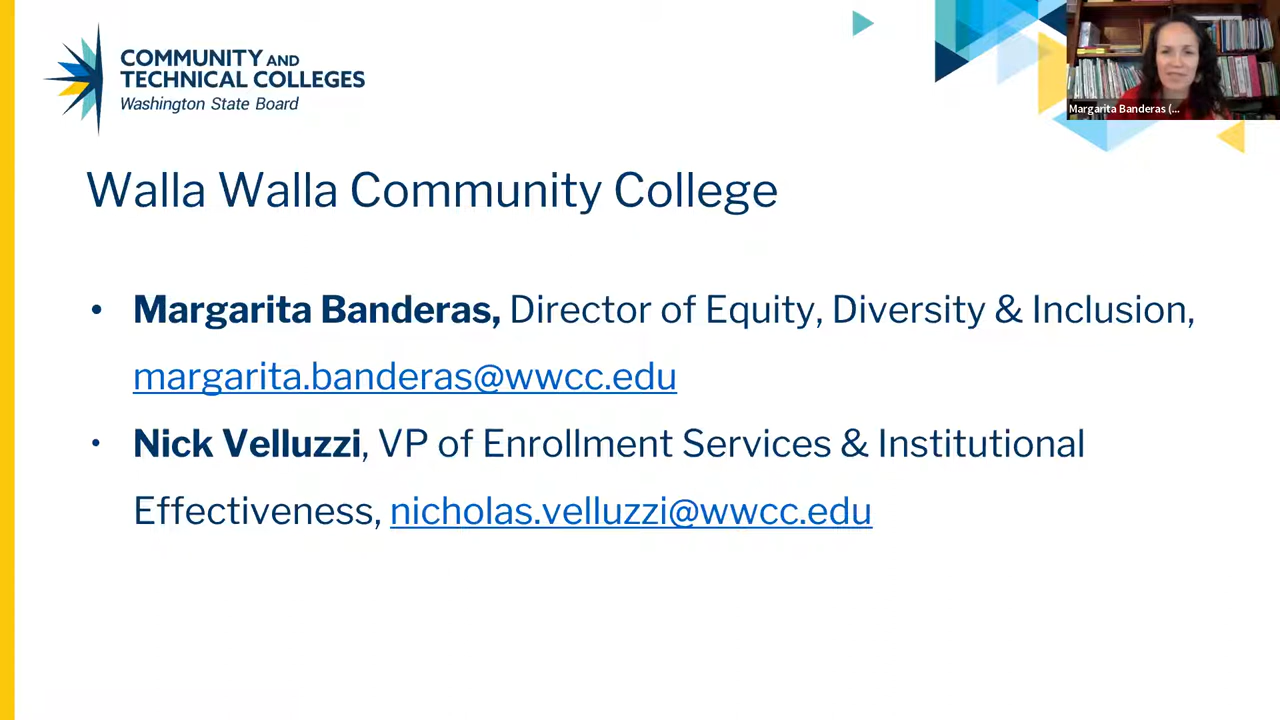 COMMUNITY AND
TECHNICAL COLLEGES
Washington State Board
Margarita Banderas (...
Walla Walla Community College
• Margarita Banderas, Director of Equity, Diversity & Inclusion,
margarita.banderas@wwcc.edu
• Nick Velluzzi, VP of Enrollment Services & Institutional
Effectiveness, nicholas.velluzzi@wwcc.edu